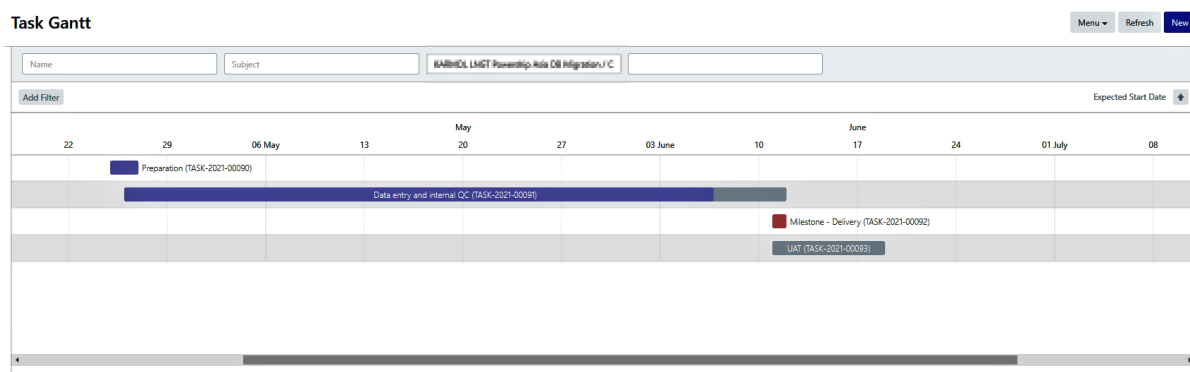 Task Gantt
Menu Refresh New
Name Subject
Add Filter Expected Start Date
May June
22 29 06 May 13 20 27 03 June 10 17 24 01 July 08
Preparation (TASK-2021-00090)
Data entry and internal QC (TASK-2021-00091)
Milestone - Delivery (TASK-2021-00092)
UAT (TASK-2021-00093)